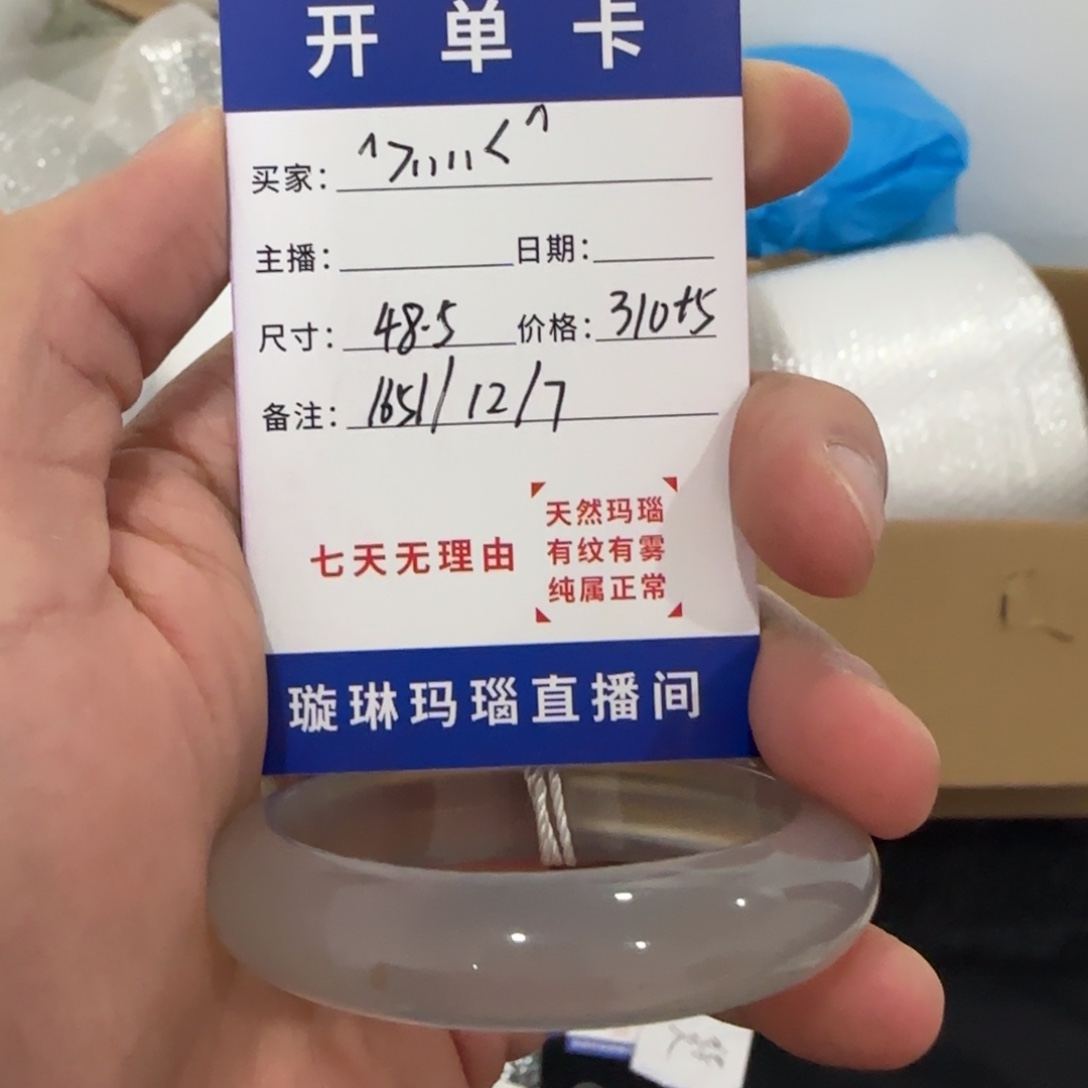 开单卡
买家： ^>ıııı<^
主播： 日期：
尺寸： 48.5 价格： 310+5
备注： 1651/12/7
七天无理由
天然玛瑙
有纹有雾
纯属正常
璇琳玛瑙直播间